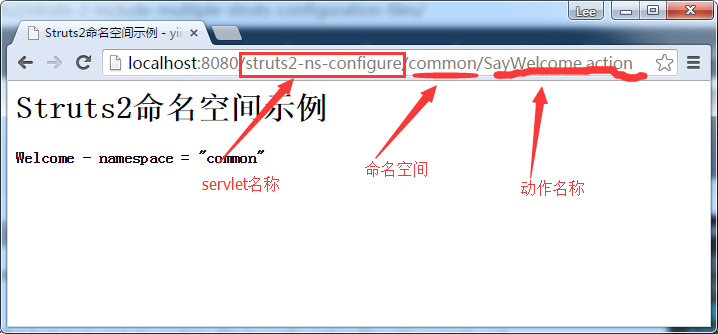 Lee
Struts2命名空间示例 - yii
localhost:8080/struts2-ns-configure/common/SayWelcome.action
Struts2命名空间示例
Welcome - namespace = "common"
servlet名称
命名空间
动作名称